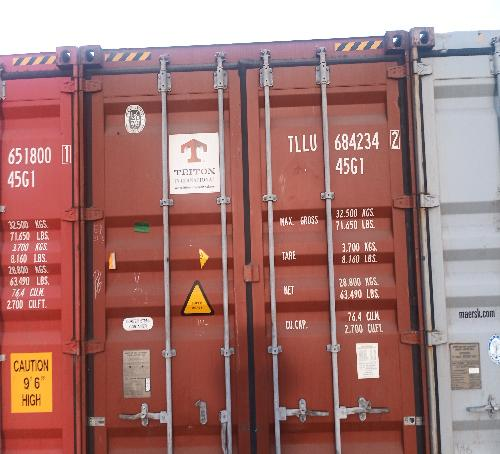 651800 1
45G1
32.500 KGS.
71.650 LBS.
3.700 KGS.
8.160 LBS.
28.800 KGS.
63.490 LBS.
76.4 CU.M.
2.700 CU.FT.
CAUTION
9' 6"
HIGH
TRITON
INTERNATIONAL
TLLU 684234 2
45G1
MAX. GROSS 32.500 KGS.
71.650 LBS.
TARE 3.700 KGS.
8.160 LBS.
NET 28.800 KGS.
63.490 LBS.
CU.CAP. 76.4 CU.M.
2.700 CU.FT.
maersk.com